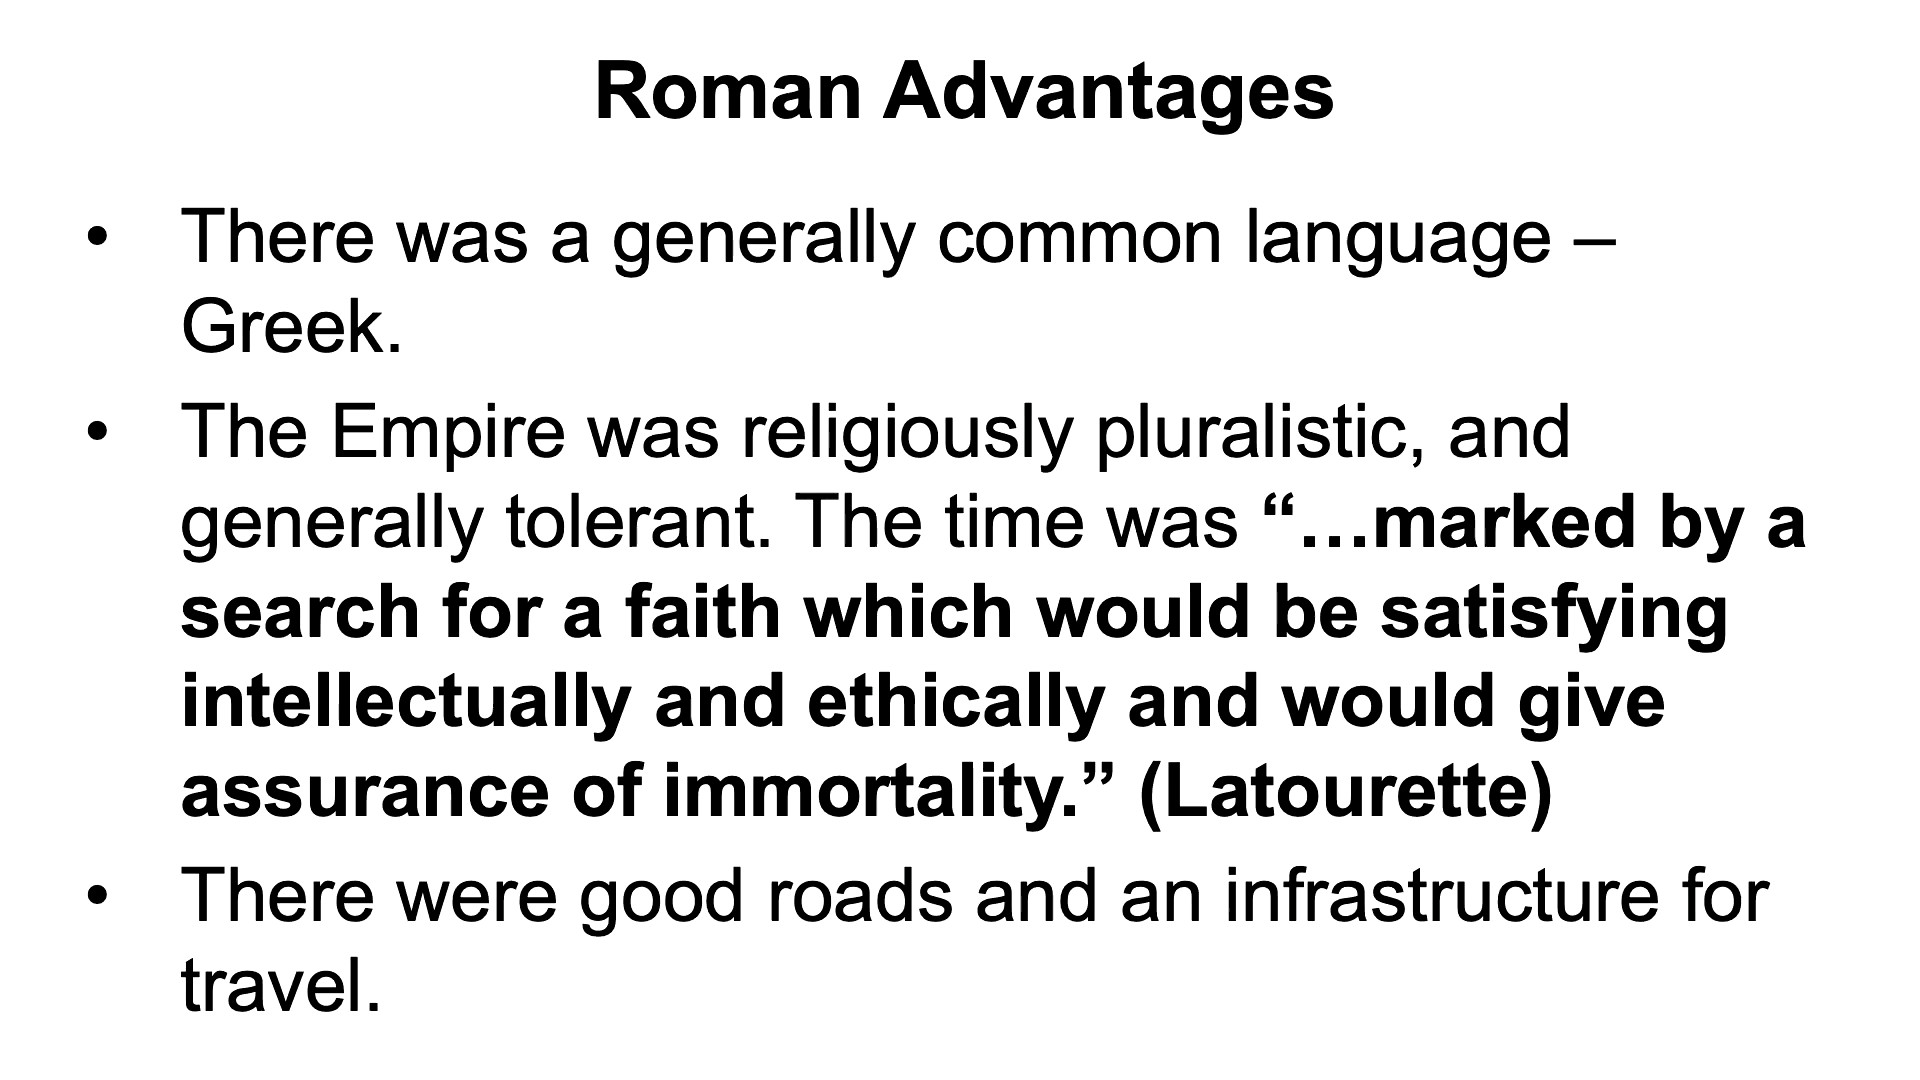 Roman Advantages
• There was a generally common language –
Greek.
• The Empire was religiously pluralistic, and
generally tolerant. The time was “…marked by a
search for a faith which would be satisfying
intellectually and ethically and would give
assurance of immortality.” (Latourette)
• There were good roads and an infrastructure for
travel.